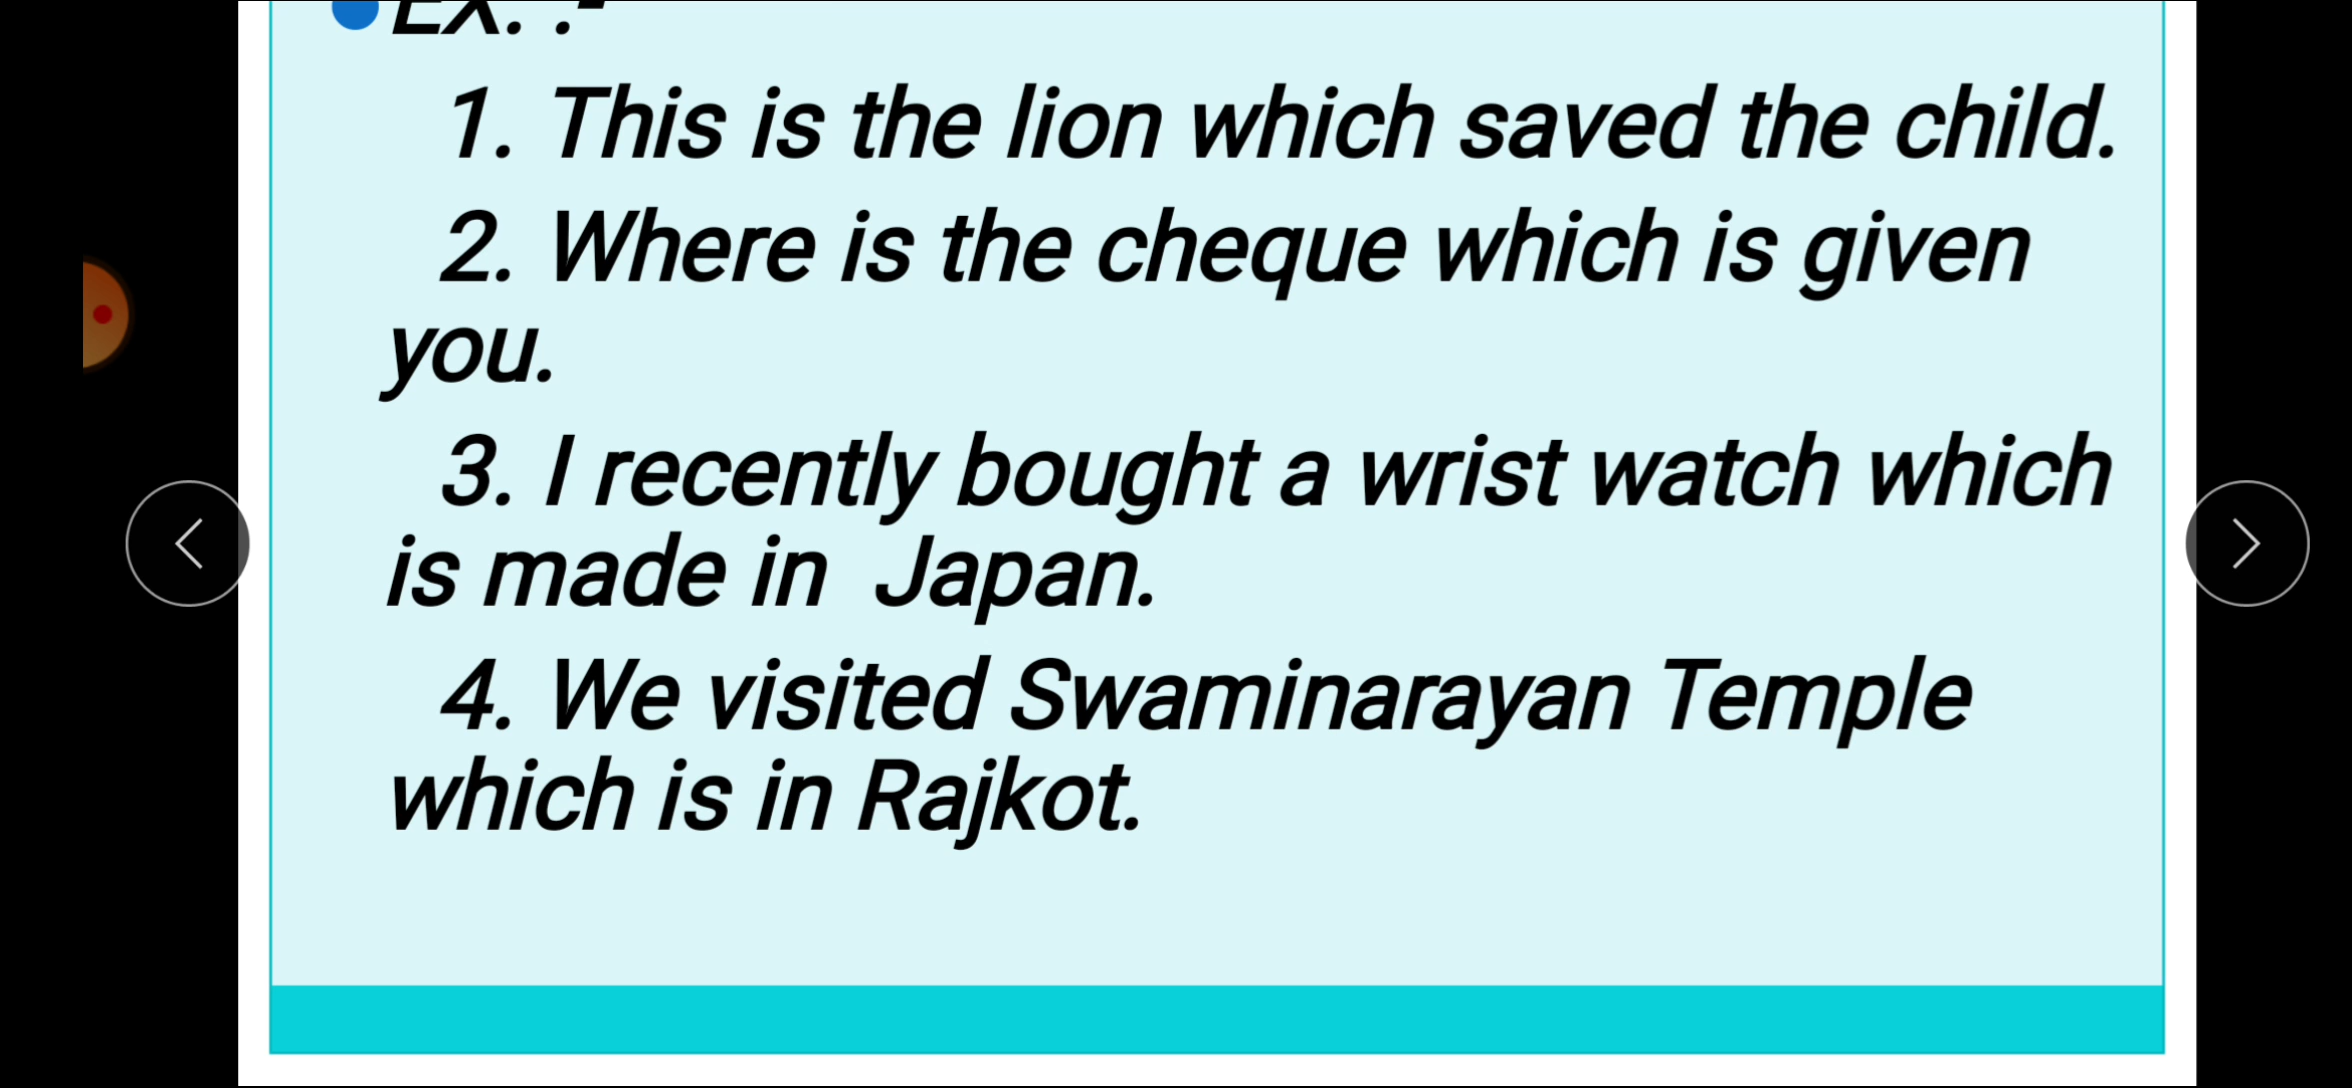 Ex. :-
1. This is the lion which saved the child.
2. Where is the cheque which is given
you.
3. I recently bought a wrist watch which
is made in  Japan.
4. We visited Swaminarayan Temple
which is in Rajkot.